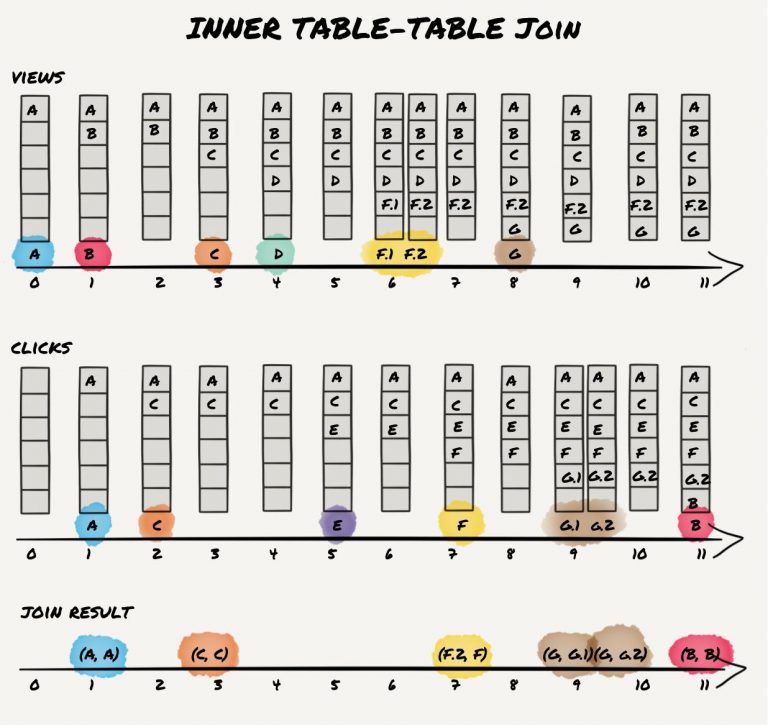 INNER TABLE-TABLE JOIN
VIEWS
A A A A A A A A A A A A A
B B B B B B B B B B B B
C C C C C C C C C C
D D D D D D D D D
F.1 F.2 F.2 F.2 F.2 F.2 F.2
G G G G
A B C D F.1 F.2 G
0 1 2 3 4 5 6 7 8 9 10 11
CLICKS
A A A A A A A A A A A A
C C C C C C C C C C C
E E E E E E E E
F F F F F F
G.1 G.2 G.2 G.2
B
A C E F G.1 G.2 B
0 1 2 3 4 5 6 7 8 9 10 11
JOIN RESULT
(A, A) (C, C) (F.2, F) (G, G.1) (G, G.2) (B, B)
0 1 2 3 4 5 6 7 8 9 10 11